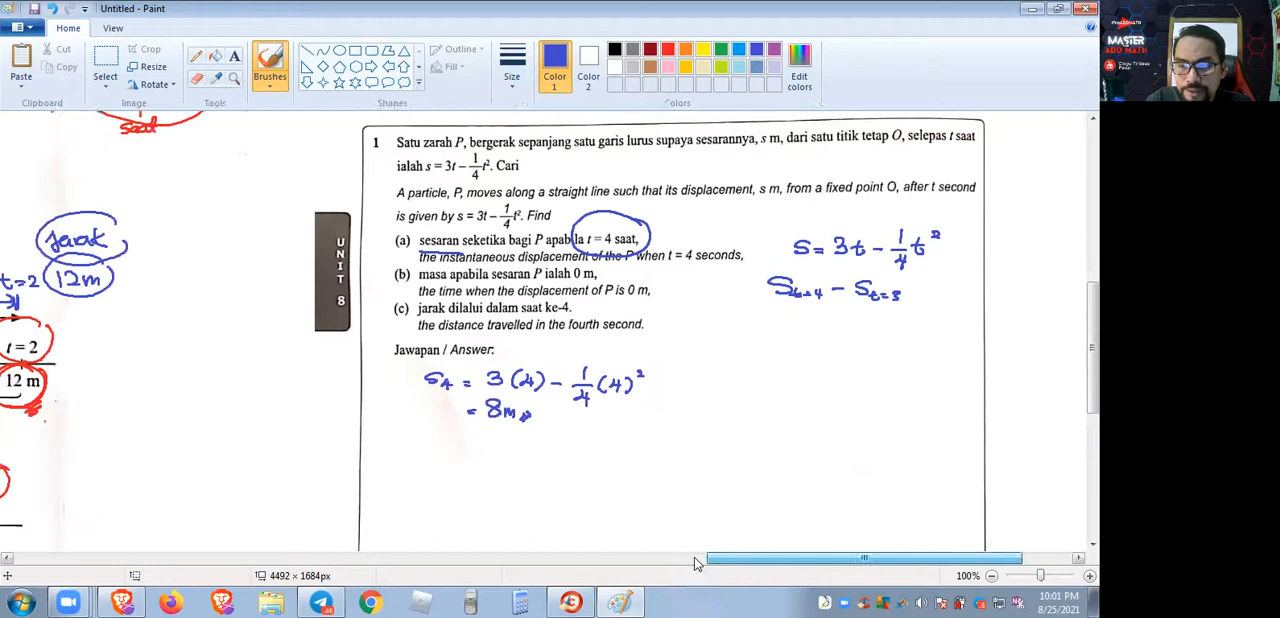 Untitled - Paint
Home
View
Paste
Cut
Copy
Clipboard
Select
Crop
Resize
Rotate
Image
A
Tools
Brushes
Shapes
Outline
Fill
Size
Color
1
Color
2
Edit
colors
Colors
MASTER
ADD MATH
saat
jarak
t=2 12m
t = 2
12 m
UNIT 8
1 Satu zarah P, bergerak sepanjang satu garis lurus supaya sesarannya, s m, dari satu titik tetap O, selepas t saat
ialah s = 3t – 1/4 t². Cari
A particle, P, moves along a straight line such that its displacement, s m, from a fixed point O, after t second
is given by s = 3t – 1/4 t². Find
(a) sesaran seketika bagi P apabila t = 4 saat,
the instantaneous displacement of the P when t = 4 seconds,
(b) masa apabila sesaran P ialah 0 m,
the time when the displacement of P is 0 m,
(c) jarak dilalui dalam saat ke-4.
the distance travelled in the fourth second.
Jawapan / Answer:
S4 = 3(4) – 1/4 (4)²
= 8m
S = 3t – 1/4 t²
St=4 – St=3
4492 × 1684px
100%
10:01 PM
8/25/2021